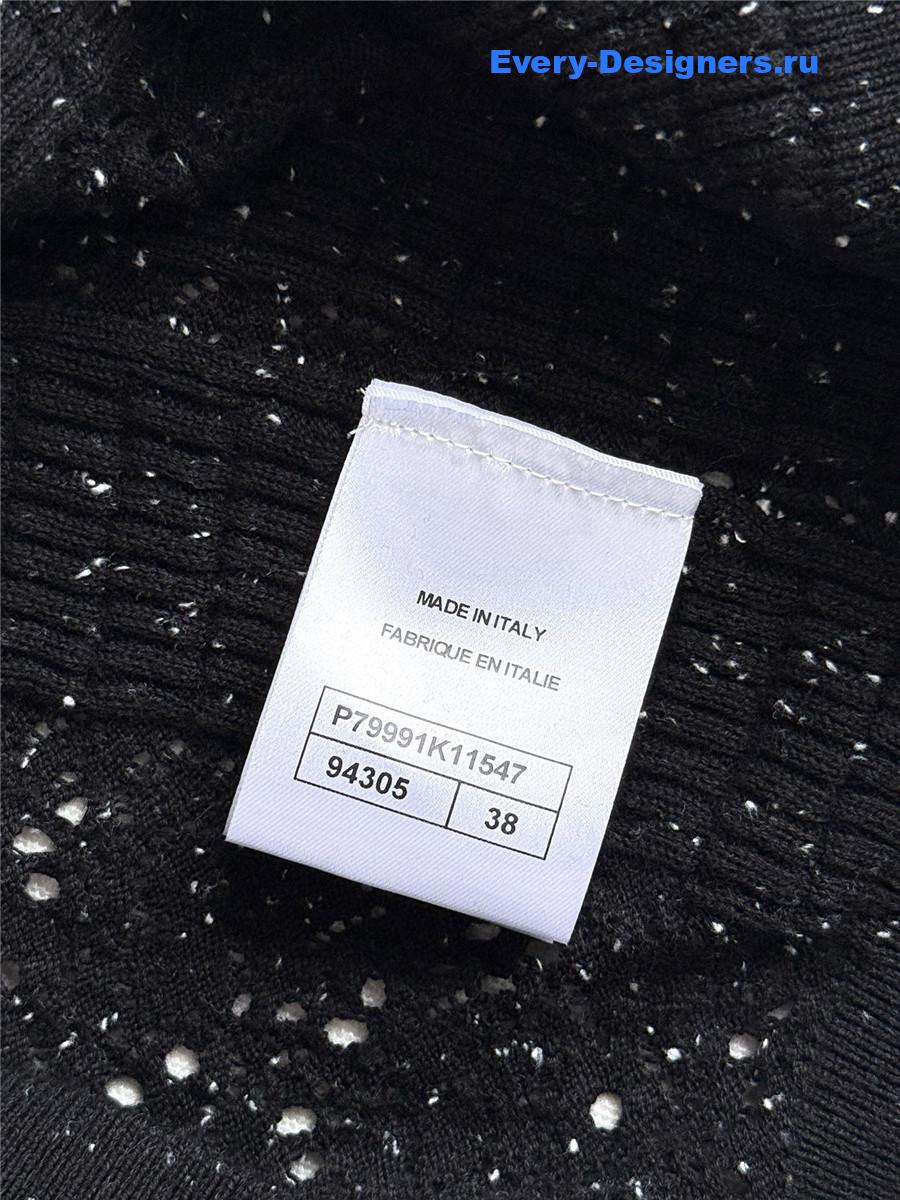 Every-Designers.ru
MADE IN ITALY
FABRIQUE EN ITALIE
P79991K11547
94305 38